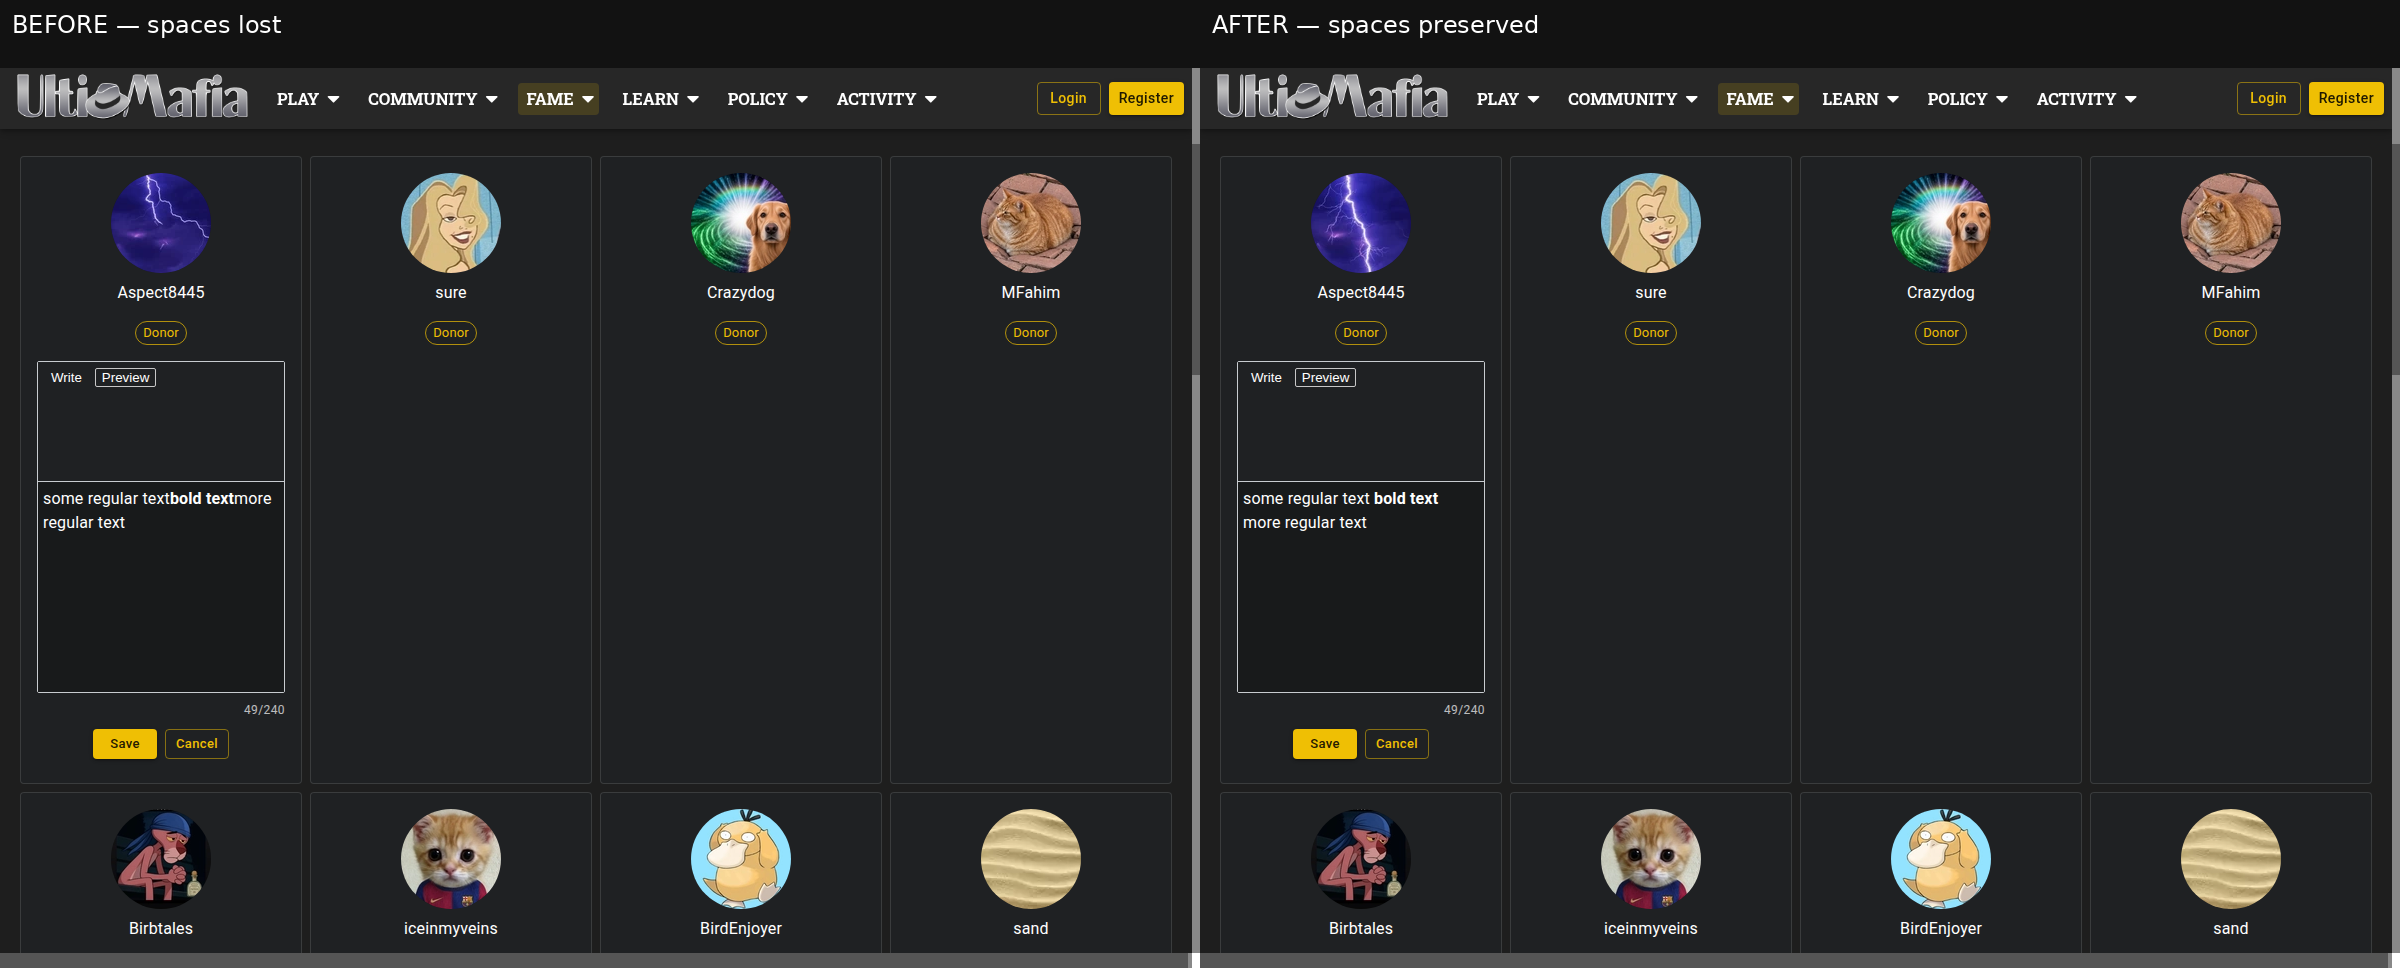 BEFORE — spaces lost
UltiMafia PLAY COMMUNITY FAME LEARN POLICY ACTIVITY Login Register
Aspect8445 sure Crazydog MFahim
Donor Donor Donor Donor
Write Preview
some regular textbold textmore
regular text
49/240
Save Cancel
Birbtales iceinmyveins BirdEnjoyer sand
AFTER — spaces preserved
UltiMafia PLAY COMMUNITY FAME LEARN POLICY ACTIVITY Login Register
Aspect8445 sure Crazydog MFahim
Donor Donor Donor Donor
Write Preview
some regular text bold text
more regular text
49/240
Save Cancel
Birbtales iceinmyveins BirdEnjoyer sand